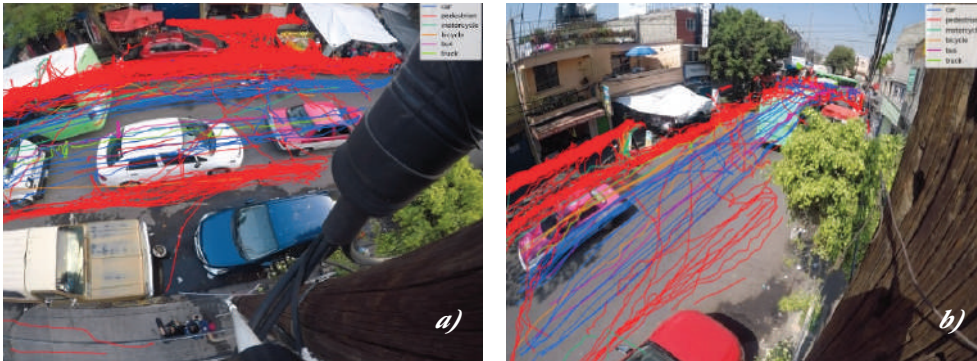 car
pedestrian
motorcycle
bicycle
bus
truck
a)
car
pedestrian
motorcycle
bicycle
bus
truck
b)